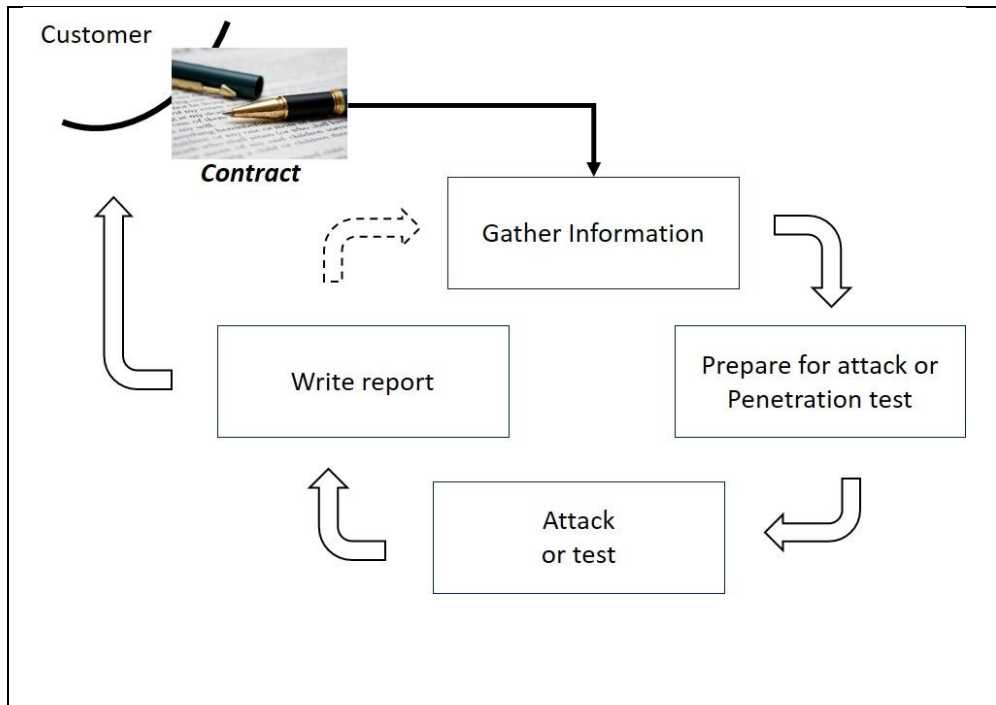 Customer
Contract
Gather Information
Prepare for attack or
Penetration test
Attack
or test
Write report